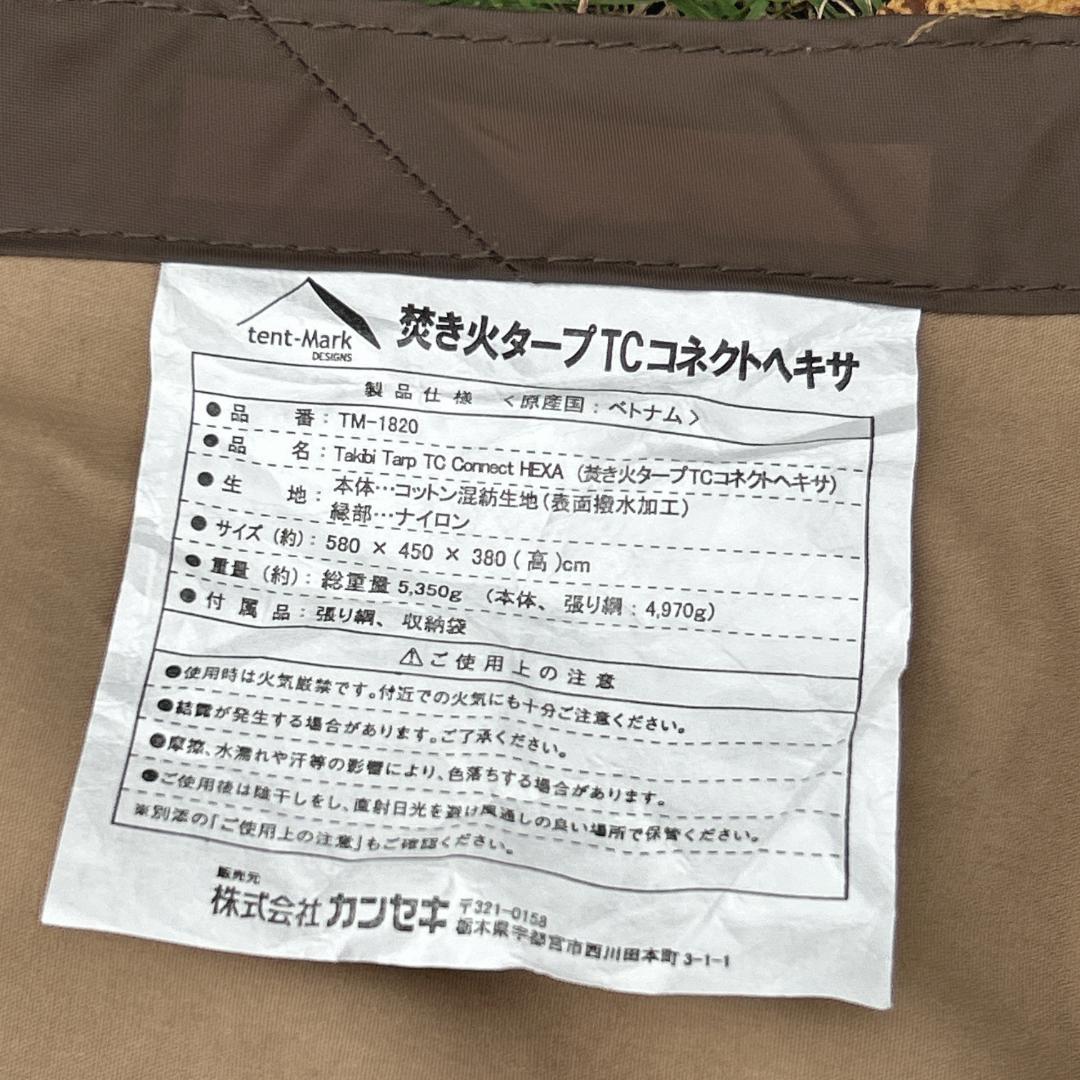 tent-Mark
DESIGNS
焚き火タープTCコネクトヘキサ
製品仕様 <原産国:ベトナム>
●品番:TM-1820
●品名:Takibi Tarp TC Connect HEXA (焚き火タープTCコネクトヘキサ)
●生地:本体…コットン混紡生地(表面撥水加工)
縁部…ナイロン
●サイズ(約):580 × 450 × 380(高)cm
●重量(約):総重量 5,350g (本体、張り綱:4,970g)
●付属品:張り綱、収納袋
⚠ご使用上の注意
●使用時は火気厳禁です。付近での火気にも十分ご注意ください。
●結露が発生する場合があります。ご了承ください。
●摩擦、水濡れや汗等の影響により、色落ちする場合があります。
●ご使用後は陰干しをし、直射日光を避け風通しの良い場所で保管ください。
※別添の「ご使用上の注意」もご確認ください。
販売元
株式会社カンセキ 〒321-0158
栃木県宇都宮市西川田本町3-1-1